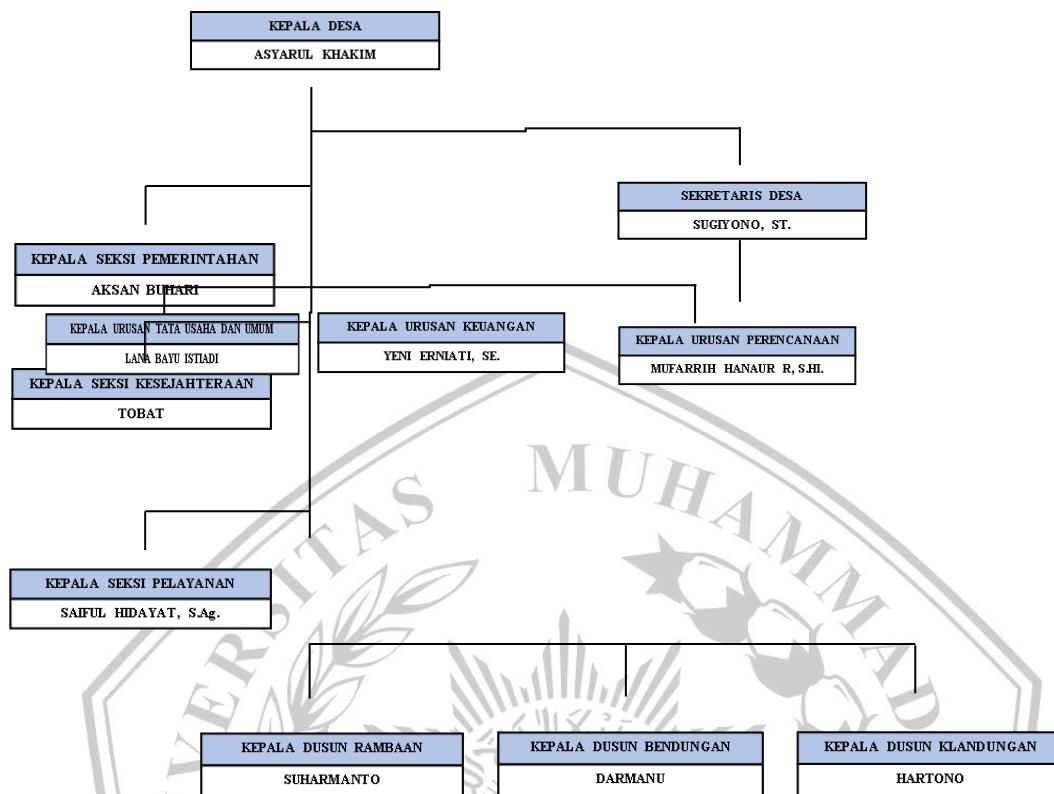 KEPALA DESA
ASYARUL KHAKIM
SEKRETARIS DESA
SUGIYONO, ST.
KEPALA SEKSI PEMERINTAHAN
AKSAN BUHARI
KEPALA URUSAN TATA USAHA DAN UMUM
LANA BAYU ISTIADI
KEPALA URUSAN KEUANGAN
YENI ERNIATI, SE.
KEPALA URUSAN PERENCANAAN
MUFARRIH HANAUR R, S.HI.
KEPALA SEKSI KESEJAHTERAAN
TOBAT
KEPALA SEKSI PELAYANAN
SAIFUL HIDAYAT, S.Ag.
KEPALA DUSUN RAMBAAN
SUHARMANTO
KEPALA DUSUN BENDUNGAN
DARMANU
KEPALA DUSUN KLANDUNGAN
HARTONO
VERSITAS MUHAMMAD